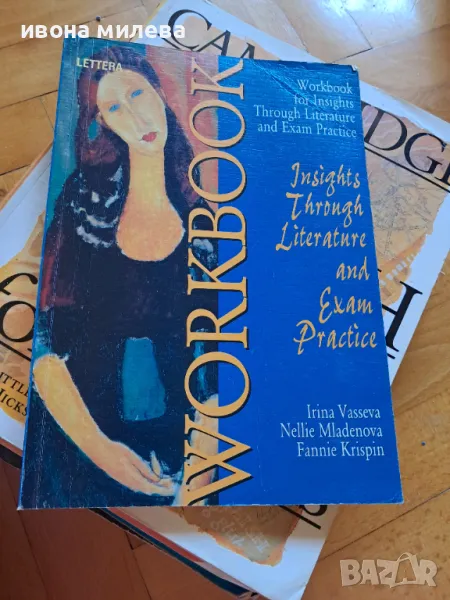 ивона милева
LETTERA
WORKBOOK
Workbook
for Insights
Through Literature
and Exam Practice
Insights
Through
Literature
and
Exam
Practice
Irina Vasseva
Nellie Mladenova
Fannie Krispin
BAZAR